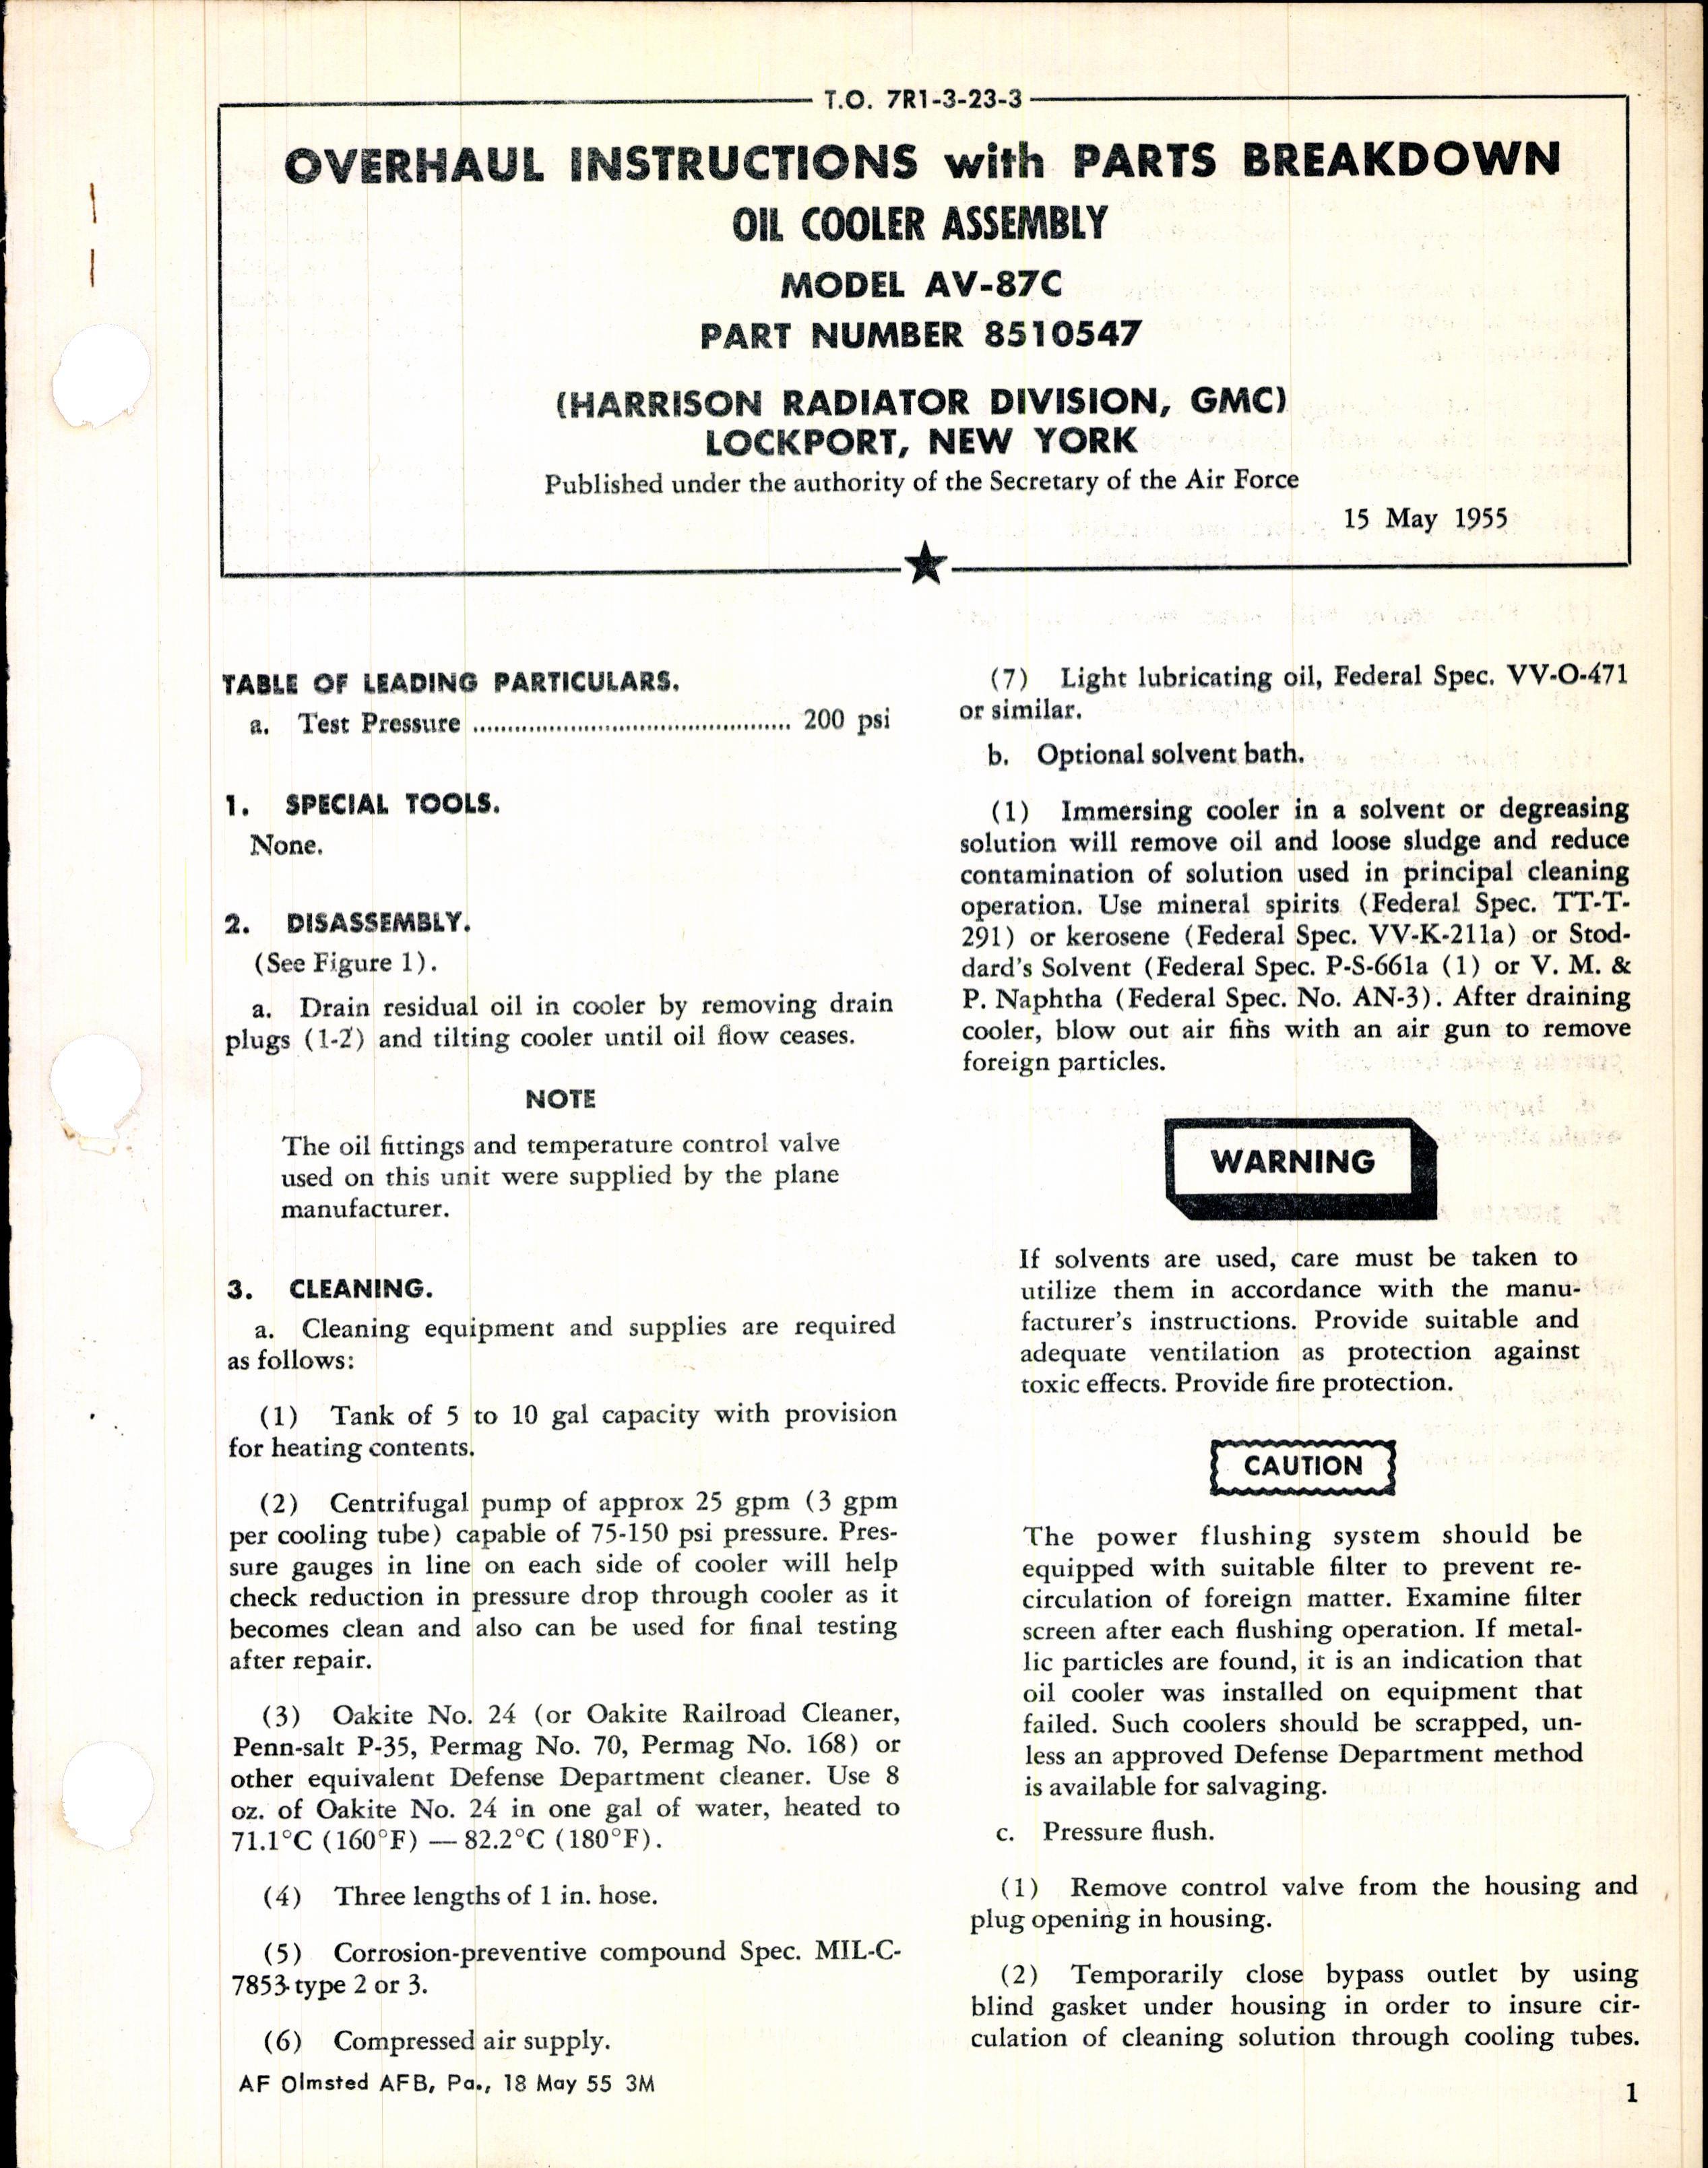 T.O. 7R1-3-23-3
OVERHAUL INSTRUCTIONS with PARTS BREAKDOWN
OIL COOLER ASSEMBLY
MODEL AV-87C
PART NUMBER 8510547
(HARRISON RADIATOR DIVISION, GMC)
LOCKPORT, NEW YORK
Published under the authority of the Secretary of the Air Force
15 May 1955
TABLE OF LEADING PARTICULARS.
a. Test Pressure ............................................. 200 psi
1. SPECIAL TOOLS.
None.
2. DISASSEMBLY.
(See Figure 1).
a. Drain residual oil in cooler by removing drain
plugs (1-2) and tilting cooler until oil flow ceases.
NOTE
The oil fittings and temperature control valve
used on this unit were supplied by the plane
manufacturer.
3. CLEANING.
a. Cleaning equipment and supplies are required
as follows:
(1) Tank of 5 to 10 gal capacity with provision
for heating contents.
(2) Centrifugal pump of approx 25 gpm (3 gpm
per cooling tube) capable of 75-150 psi pressure. Pres-
sure gauges in line on each side of cooler will help
check reduction in pressure drop through cooler as it
becomes clean and also can be used for final testing
after repair.
(3) Oakite No. 24 (or Oakite Railroad Cleaner,
Penn-salt P-35, Permag No. 70, Permag No. 168) or
other equivalent Defense Department cleaner. Use 8
oz. of Oakite No. 24 in one gal of water, heated to
71.1°C (160°F) — 82.2°C (180°F).
(4) Three lengths of 1 in. hose.
(5) Corrosion-preventive compound Spec. MIL-C-
7853 type 2 or 3.
(6) Compressed air supply.
AF Olmsted AFB, Pa., 18 May 55 3M
(7) Light lubricating oil, Federal Spec. VV-O-471
or similar.
b. Optional solvent bath.
(1) Immersing cooler in a solvent or degreasing
solution will remove oil and loose sludge and reduce
contamination of solution used in principal cleaning
operation. Use mineral spirits (Federal Spec. TT-T-
291) or kerosene (Federal Spec. VV-K-211a) or Stod-
dard's Solvent (Federal Spec. P-S-661a (1) or V. M. &
P. Naphtha (Federal Spec. No. AN-3). After draining
cooler, blow out air fins with an air gun to remove
foreign particles.
WARNING
If solvents are used, care must be taken to
utilize them in accordance with the manu-
facturer's instructions. Provide suitable and
adequate ventilation as protection against
toxic effects. Provide fire protection.
CAUTION
The power flushing system should be
equipped with suitable filter to prevent re-
circulation of foreign matter. Examine filter
screen after each flushing operation. If metal-
lic particles are found, it is an indication that
oil cooler was installed on equipment that
failed. Such coolers should be scrapped, un-
less an approved Defense Department method
is available for salvaging.
c. Pressure flush.
(1) Remove control valve from the housing and
plug opening in housing.
(2) Temporarily close bypass outlet by using
blind gasket under housing in order to insure cir-
culation of cleaning solution through cooling tubes.
1